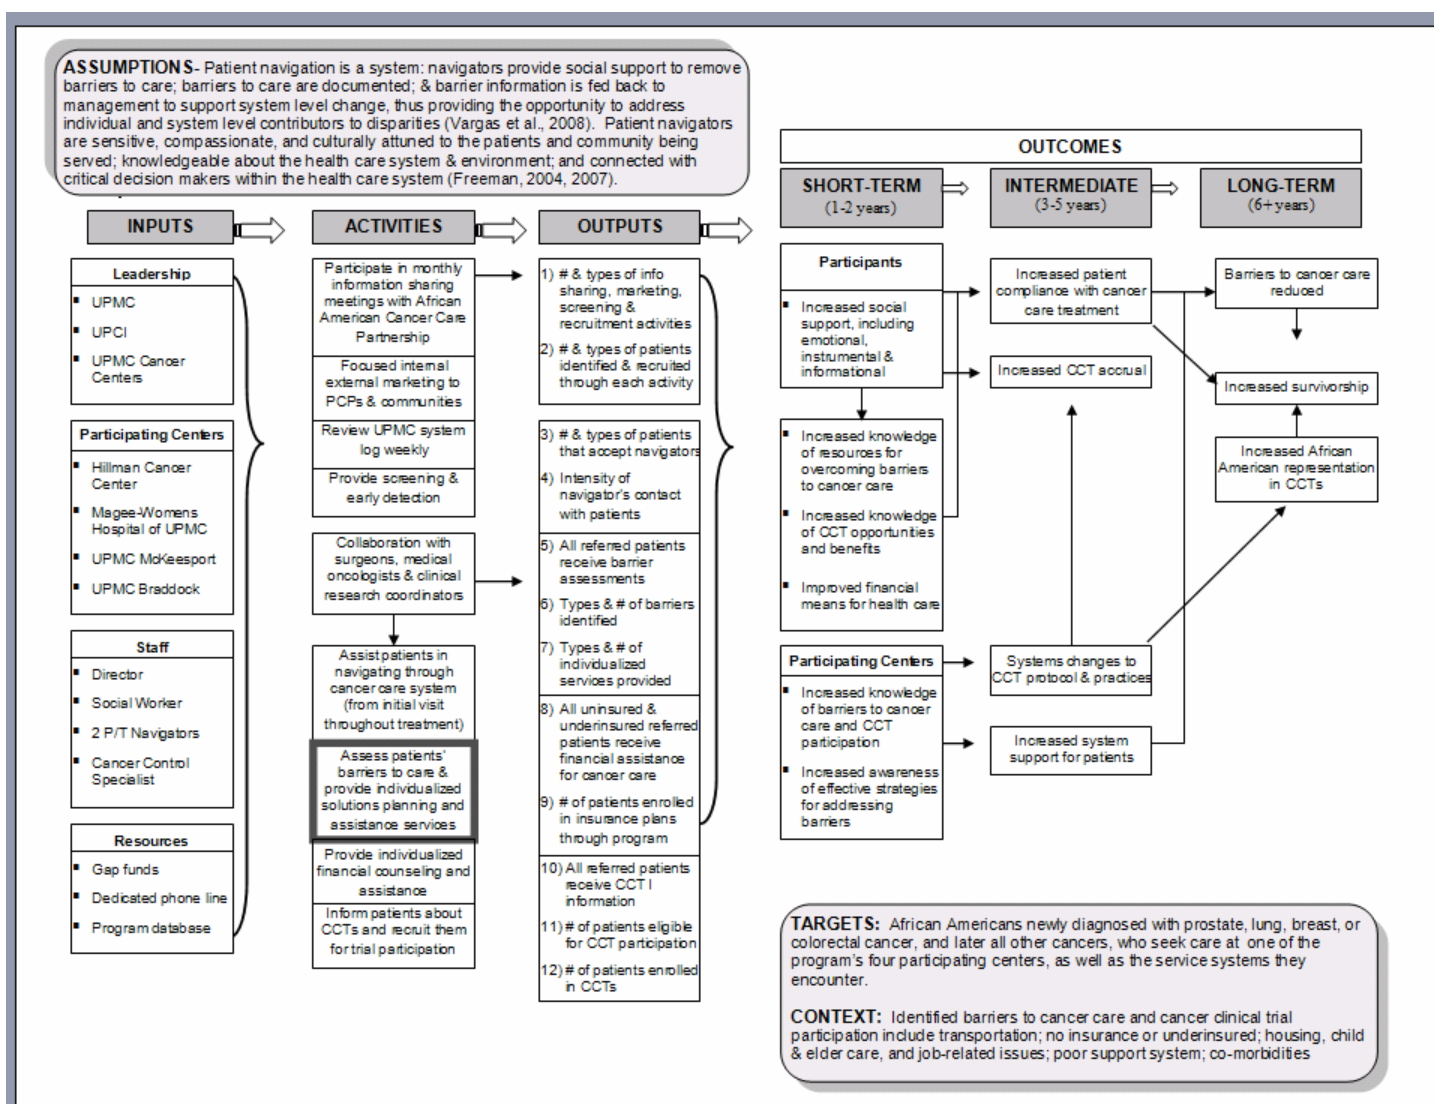 ASSUMPTIONS- Patient navigation is a system: navigators provide social support to remove
barriers to care; barriers to care are documented; & barrier information is fed back to
management to support system level change, thus providing the opportunity to address
individual and system level contributors to disparities (Vargas et al., 2008). Patient navigators
are sensitive, compassionate, and culturally attuned to the patients and community being
served; knowledgeable about the health care system & environment; and connected with
critical decision makers within the health care system (Freeman, 2004, 2007).
INPUTS
Leadership
UPMC
UPCI
UPMC Cancer
Centers
Participating Centers
Hillman Cancer
Center
Magee-Womens
Hospital of UPMC
UPMC McKeesport
UPMC Braddock
Staff
Director
Social Worker
2 P/T Navigators
Cancer Control
Specialist
Resources
Gap funds
Dedicated phone line
Program database
ACTIVITIES
Participate in monthly
information sharing
meetings with African
American Cancer Care
Partnership
Focused internal
external marketing to
PCPs & communities
Review UPMC system
log weekly
Provide screening &
early detection
Collaboration with
surgeons, medical
oncologists & clinical
research coordinators
Assist patients in
navigating through
cancer care system
(from initial visit
throughout treatment)
Assess patients'
barriers to care &
provide individualized
solutions planning and
assistance services
Provide individualized
financial counseling and
assistance
Inform patients about
CCTs and recruit them
for trial participation
OUTPUTS
1) # & types of info
sharing, marketing,
screening &
recruitment activities
2) # & types of patients
identified & recruited
through each activity
3) # & types of patients
that accept navigators
4) Intensity of
navigator's contact
with patients
5) All referred patients
receive barrier
assessments
6) Types & # of barriers
identified
7) Types & # of
individualized
services provided
8) All uninsured &
underinsured referred
patients receive
financial assistance
for cancer care
9) # of patients enrolled
in insurance plans
through program
10) All referred patients
receive CCT I
information
11) # of patients eligible
for CCT participation
12) # of patients enrolled
in CCTs
OUTCOMES
SHORT-TERM
(1-2 years)
Participants
Increased social
support, including
emotional,
instrumental &
informational
Increased knowledge
of resources for
overcoming barriers
to cancer care
Increased knowledge
of CCT opportunities
and benefits
Improved financial
means for health care
Participating Centers
Increased knowledge
of barriers to cancer
care and CCT
participation
Increased awareness
of effective strategies
for addressing
barriers
INTERMEDIATE
(3-5 years)
Increased patient
compliance with cancer
care treatment
Increased CCT accrual
Systems changes to
CCT protocol & practices
Increased system
support for patients
LONG-TERM
(6+ years)
Barriers to cancer care
reduced
Increased survivorship
Increased African
American representation
in CCTs
TARGETS: African Americans newly diagnosed with prostate, lung, breast, or
colorectal cancer, and later all other cancers, who seek care at one of the
program's four participating centers, as well as the service systems they
encounter.
CONTEXT: Identified barriers to cancer care and cancer clinical trial
participation include transportation; no insurance or underinsured; housing, child
& elder care, and job-related issues; poor support system; co-morbidities